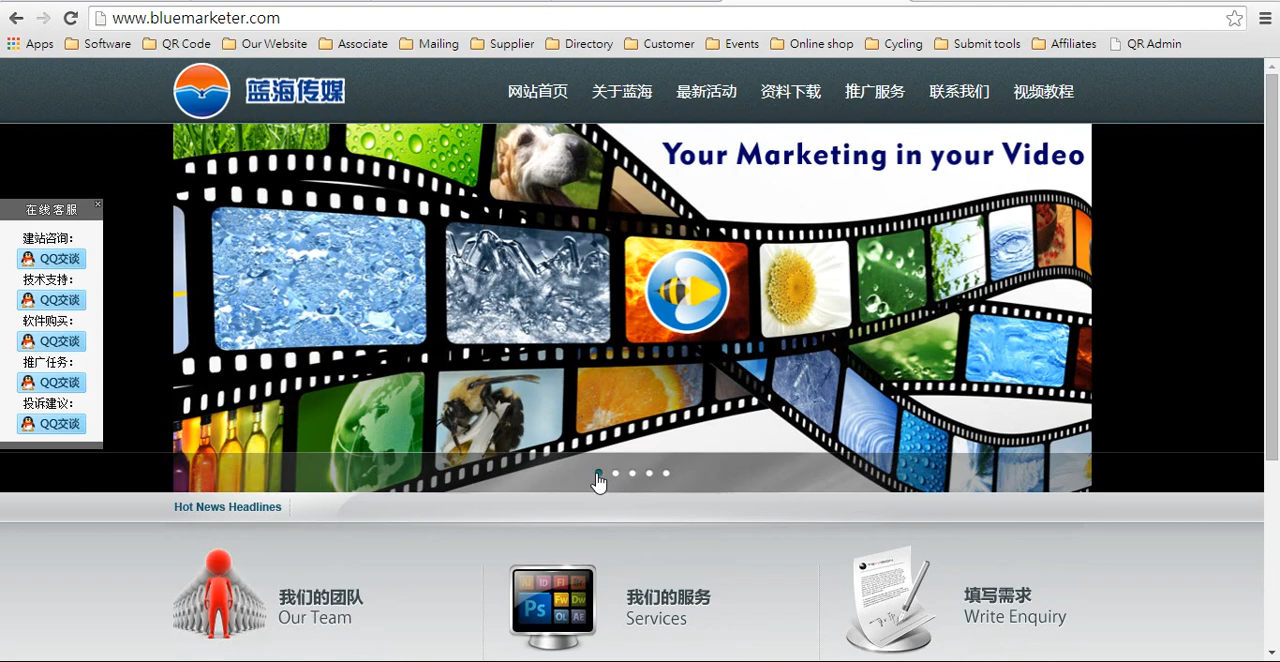 www.bluemarketer.com
Apps Software QR Code Our Website Associate Mailing Supplier Directory Customer Events Online shop Cycling Submit tools Affiliates QR Admin
蓝海传媒 网站首页 关于蓝海 最新活动 资料下载 推广服务 联系我们 视频教程
Your Marketing in your Video
在线客服
建站咨询：
QQ交谈
技术支持：
QQ交谈
软件购买：
QQ交谈
推广任务：
QQ交谈
投诉建议：
QQ交谈
Hot News Headlines
我们的团队
Our Team
Ps Fw Dw
我们的服务
Services
填写需求
Write Enquiry